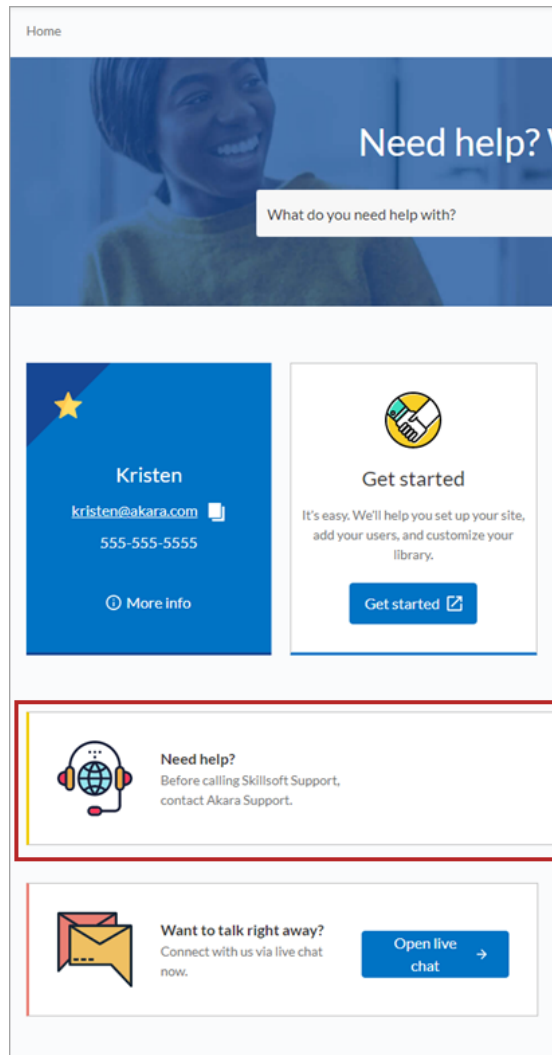 Home
Need help?
What do you need help with?
Kristen
kristen@akara.com
555-555-5555
More info
Get started
It's easy. We'll help you set up your site,
add your users, and customize your
library.
Get started
Need help?
Before calling Skillsoft Support,
contact Akara Support.
Want to talk right away?
Connect with us via live chat
now.
Open live
chat